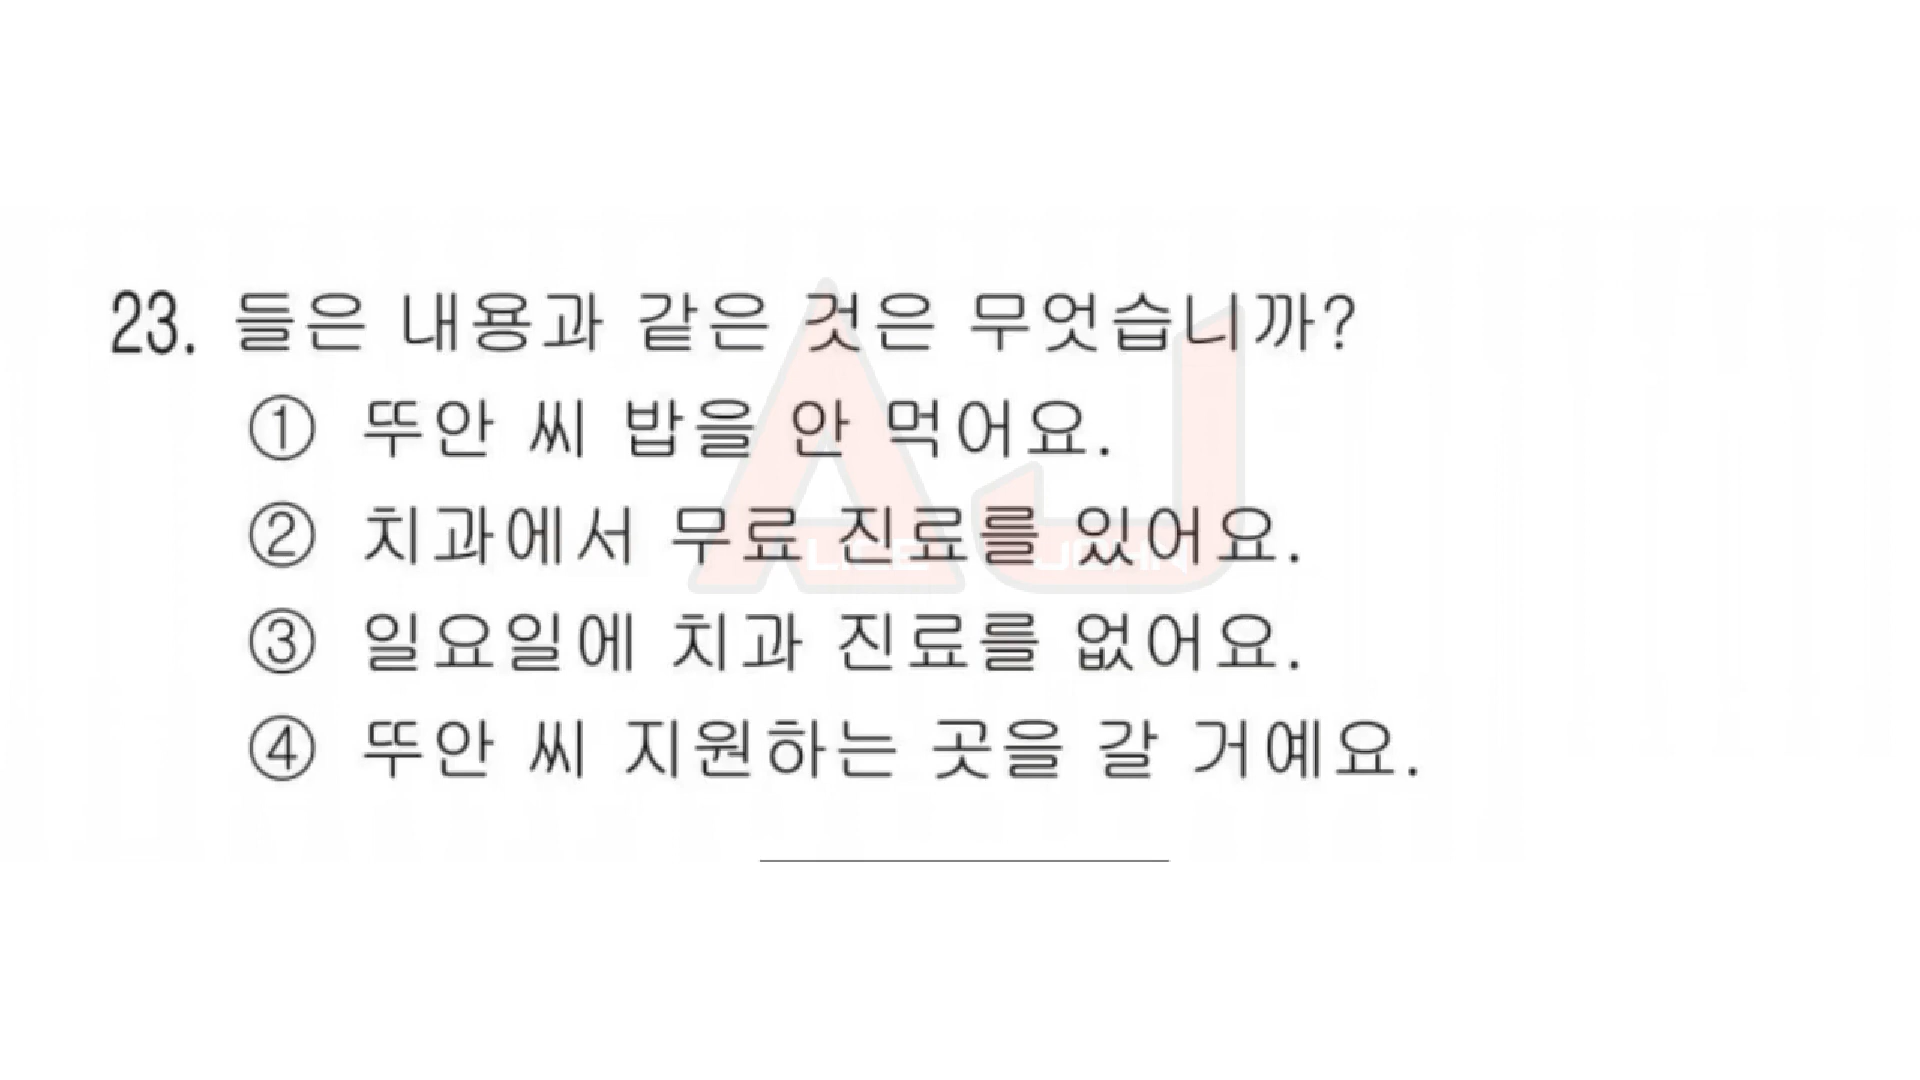 23. 들은 내용과 같은 것은 무엇습니까?
① 뚜안 씨 밥을 안 먹어요.
② 치과에서 무료 진료를 있어요.
③ 일요일에 치과 진료를 없어요.
④ 뚜안 씨 지원하는 곳을 갈 거예요.
AJ
LICE JOHN